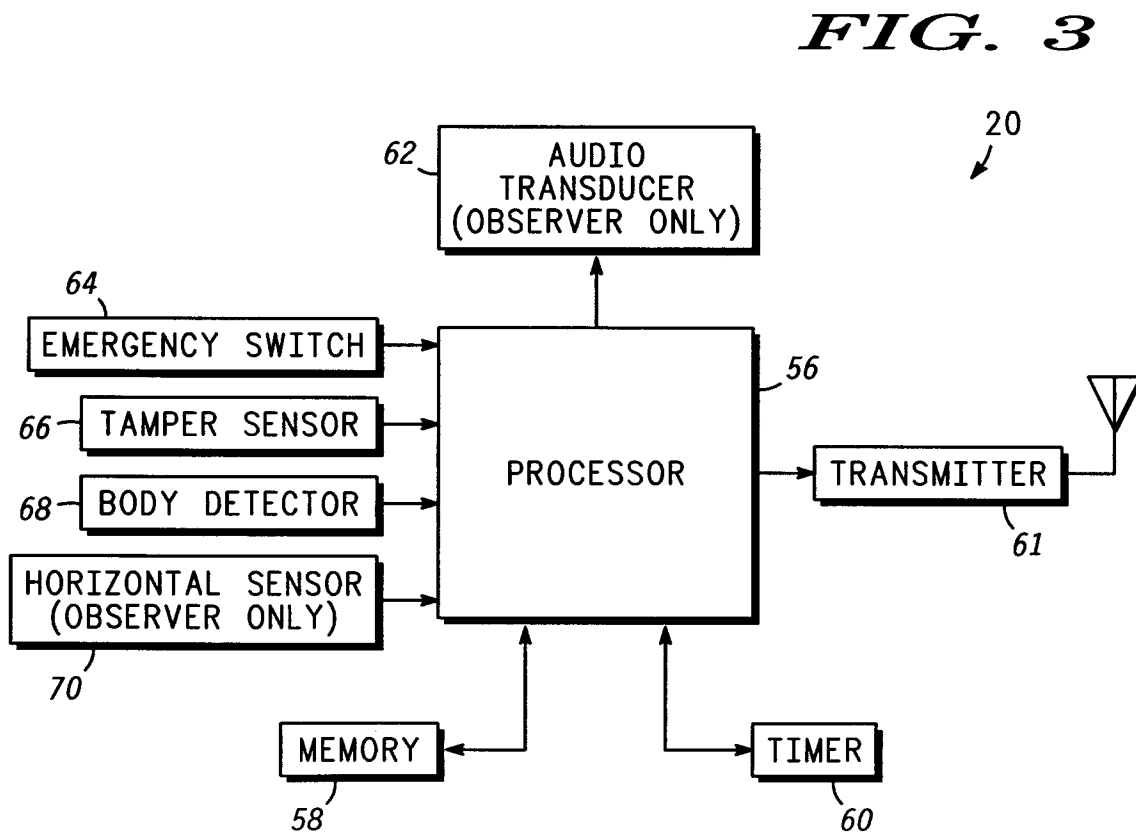 FIG. 3
20
62
AUDIO
TRANSDUCER
(OBSERVER ONLY)
64
EMERGENCY SWITCH
66
TAMPER SENSOR
68
BODY DETECTOR
HORIZONTAL SENSOR
(OBSERVER ONLY)
70
PROCESSOR
56
TRANSMITTER
61
MEMORY
58
TIMER
60